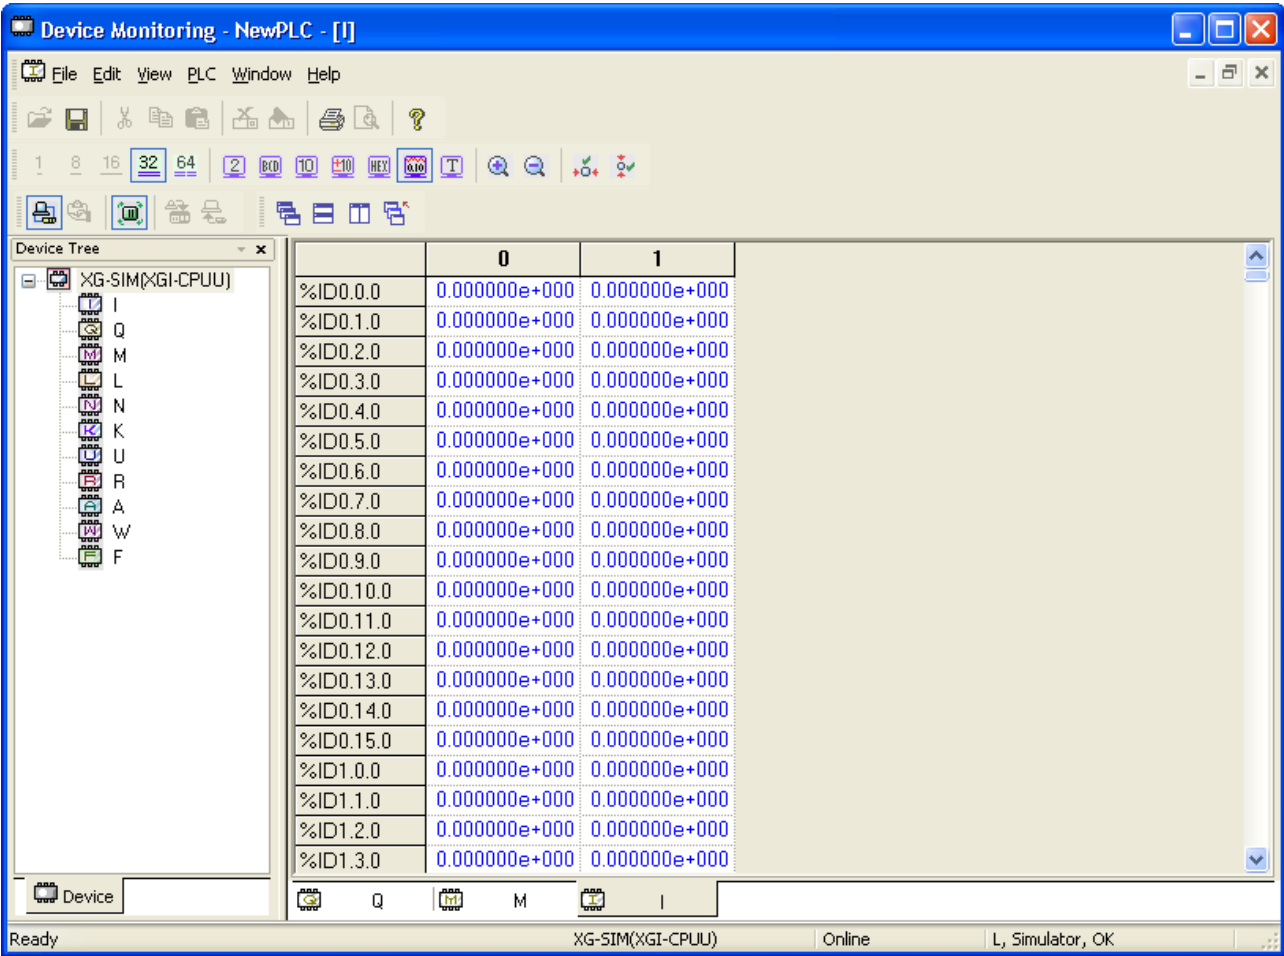 Device Monitoring - NewPLC - [I]
File Edit View PLC Window Help
1 8 16 32 64 2 BCD 10 ±10 HEX 0.10 T
Device Tree
XG-SIM(XGI-CPUU)
I
Q
M
L
N
K
U
R
A
W
F
Device
0 1
%ID0.0.0 0.000000e+000 0.000000e+000
%ID0.1.0 0.000000e+000 0.000000e+000
%ID0.2.0 0.000000e+000 0.000000e+000
%ID0.3.0 0.000000e+000 0.000000e+000
%ID0.4.0 0.000000e+000 0.000000e+000
%ID0.5.0 0.000000e+000 0.000000e+000
%ID0.6.0 0.000000e+000 0.000000e+000
%ID0.7.0 0.000000e+000 0.000000e+000
%ID0.8.0 0.000000e+000 0.000000e+000
%ID0.9.0 0.000000e+000 0.000000e+000
%ID0.10.0 0.000000e+000 0.000000e+000
%ID0.11.0 0.000000e+000 0.000000e+000
%ID0.12.0 0.000000e+000 0.000000e+000
%ID0.13.0 0.000000e+000 0.000000e+000
%ID0.14.0 0.000000e+000 0.000000e+000
%ID0.15.0 0.000000e+000 0.000000e+000
%ID1.0.0 0.000000e+000 0.000000e+000
%ID1.1.0 0.000000e+000 0.000000e+000
%ID1.2.0 0.000000e+000 0.000000e+000
%ID1.3.0 0.000000e+000 0.000000e+000
Q M I
Ready XG-SIM(XGI-CPUU) Online L, Simulator, OK